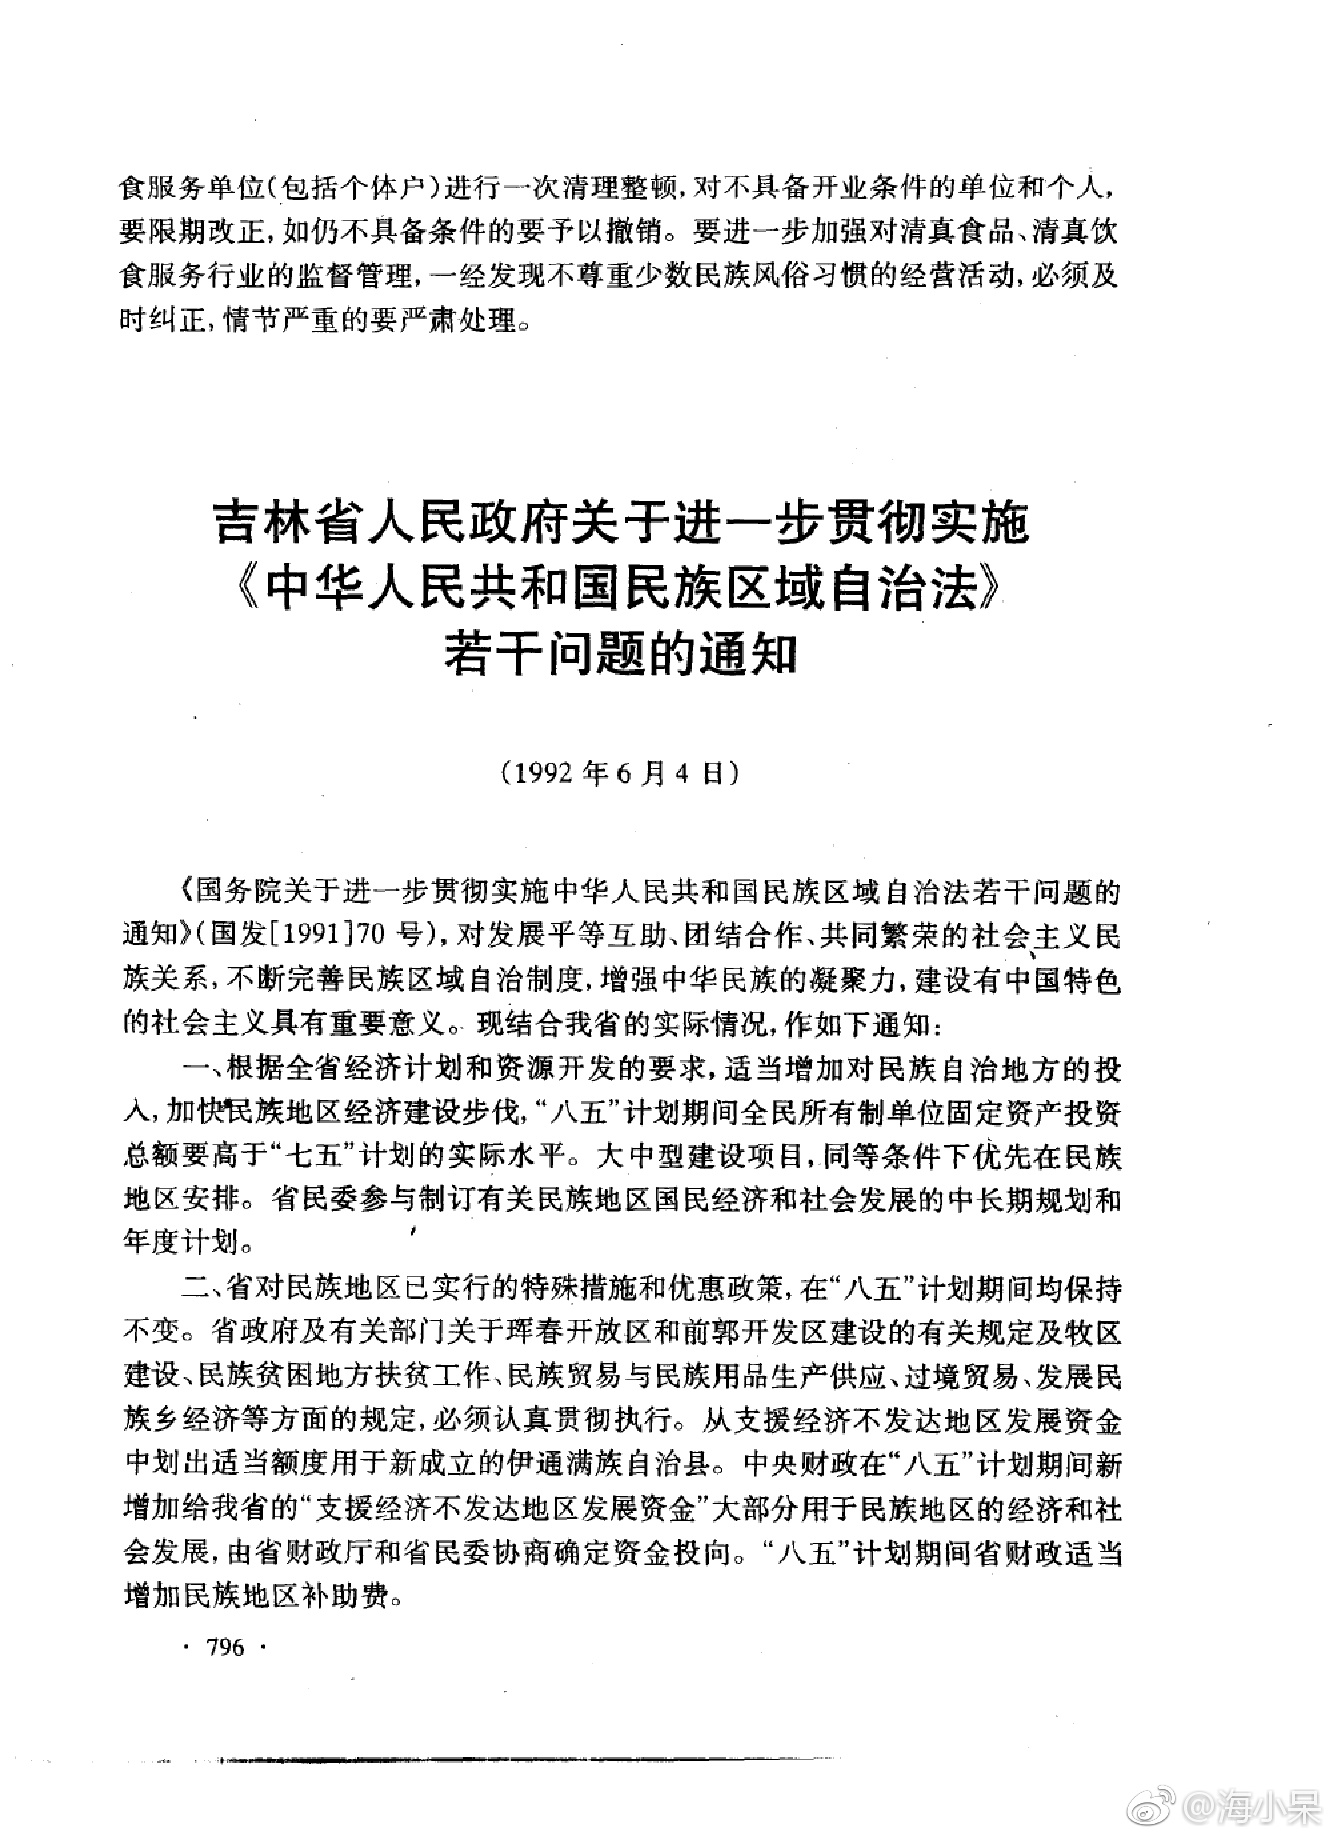 食服务单位(包括个体户)进行一次清理整顿,对不具备开业条件的单位和个人,
要限期改正,如仍不具备条件的要予以撤销。要进一步加强对清真食品、清真饮
食服务行业的监督管理,一经发现不尊重少数民族风俗习惯的经营活动,必须及
时纠正,情节严重的要严肃处理。
吉林省人民政府关于进一步贯彻实施
《中华人民共和国民族区域自治法》
若干问题的通知
(1992年6月4日)
《国务院关于进一步贯彻实施中华人民共和国民族区域自治法若干问题的
通知》(国发[1991]70号),对发展平等互助、团结合作、共同繁荣的社会主义民
族关系,不断完善民族区域自治制度,增强中华民族的凝聚力,建设有中国特色
的社会主义具有重要意义。现结合我省的实际情况,作如下通知:
一、根据全省经济计划和资源开发的要求,适当增加对民族自治地方的投
入,加快民族地区经济建设步伐,“八五”计划期间全民所有制单位固定资产投资
总额要高于“七五”计划的实际水平。大中型建设项目,同等条件下优先在民族
地区安排。省民委参与制订有关民族地区国民经济和社会发展的中长期规划和
年度计划。
二、省对民族地区已实行的特殊措施和优惠政策,在“八五”计划期间均保持
不变。省政府及有关部门关于珲春开放区和前郭开发区建设的有关规定及牧区
建设、民族贫困地方扶贫工作、民族贸易与民族用品生产供应、过境贸易、发展民
族乡经济等方面的规定,必须认真贯彻执行。从支援经济不发达地区发展资金
中划出适当额度用于新成立的伊通满族自治县。中央财政在“八五”计划期间新
增加给我省的“支援经济不发达地区发展资金”大部分用于民族地区的经济和社
会发展,由省财政厅和省民委协商确定资金投向。“八五”计划期间省财政适当
增加民族地区补助费。
· 796 ·
@海小呆